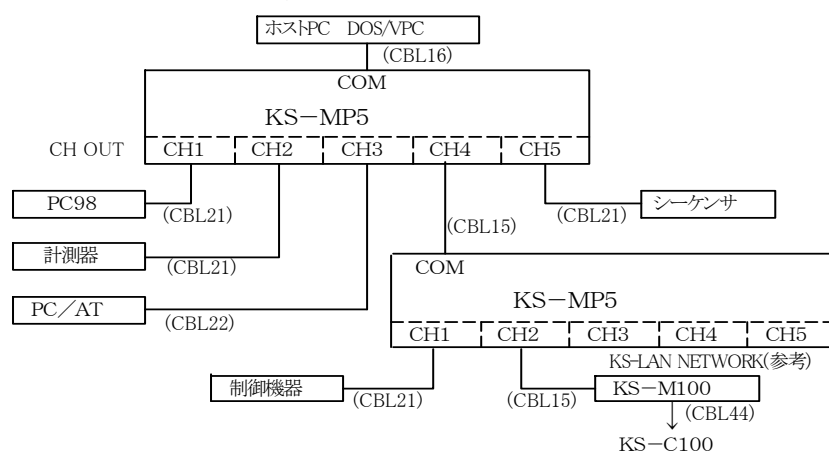 ホストPC DOS/VPC
(CBL16)
COM
KS－MP5
CH OUT CH1 CH2 CH3 CH4 CH5
PC98 (CBL21) (CBL15) (CBL21) シーケンサ
計測器 (CBL21)
COM
PC／AT (CBL22)
KS－MP5
CH1 CH2 CH3 CH4 CH5
KS-LAN NETWORK(参考)
制御機器 (CBL21) (CBL15) KS－M100
(CBL44)
KS－C100